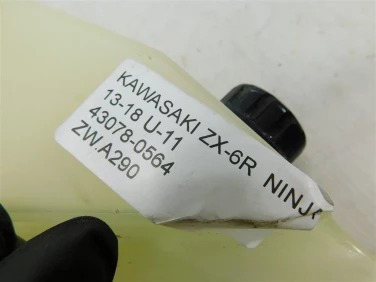 KAWASAKI ZX-6R NINJA
13-18 U-11
43078-0564
ZW.A290